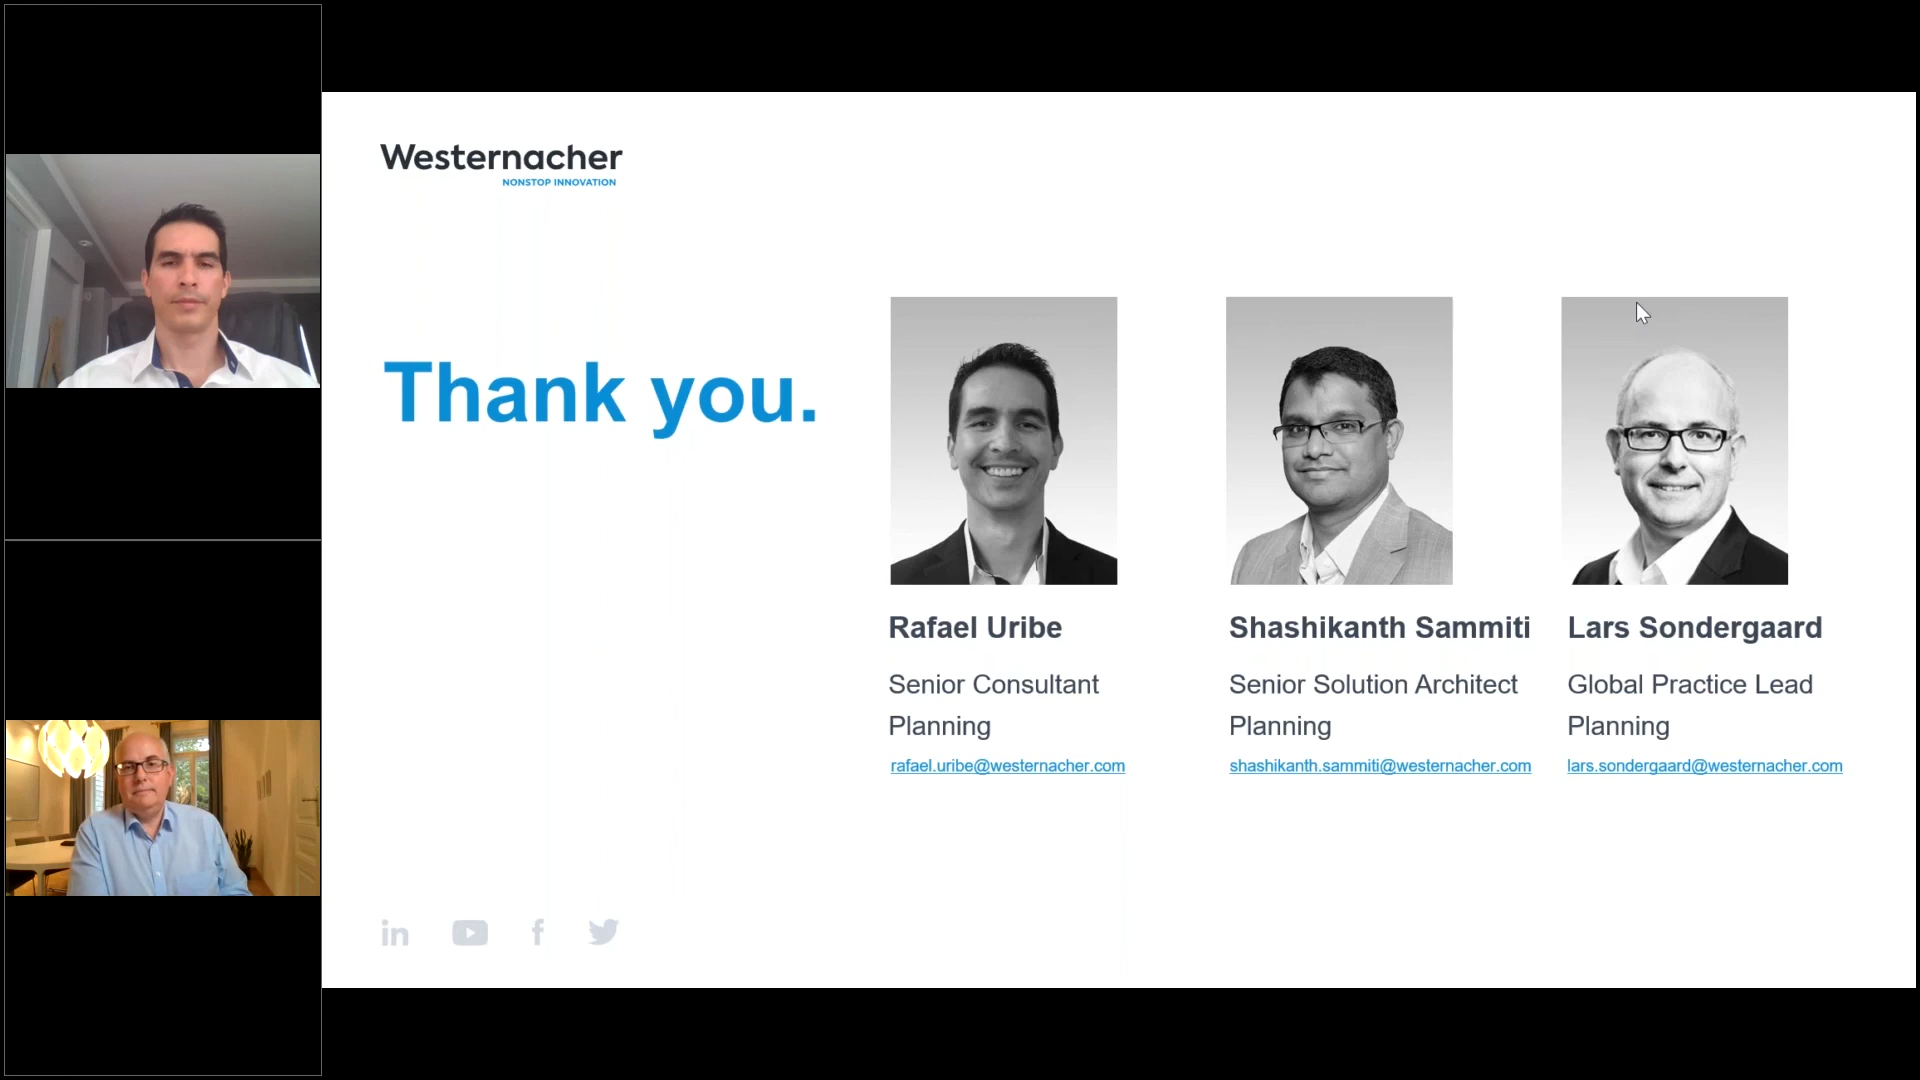 Westernacher
NONSTOP INNOVATION
Thank you.
Rafael Uribe
Senior Consultant
Planning
rafael.uribe@westernacher.com
Shashikanth Sammiti
Senior Solution Architect
Planning
shashikanth.sammiti@westernacher.com
Lars Sondergaard
Global Practice Lead
Planning
lars.sondergaard@westernacher.com